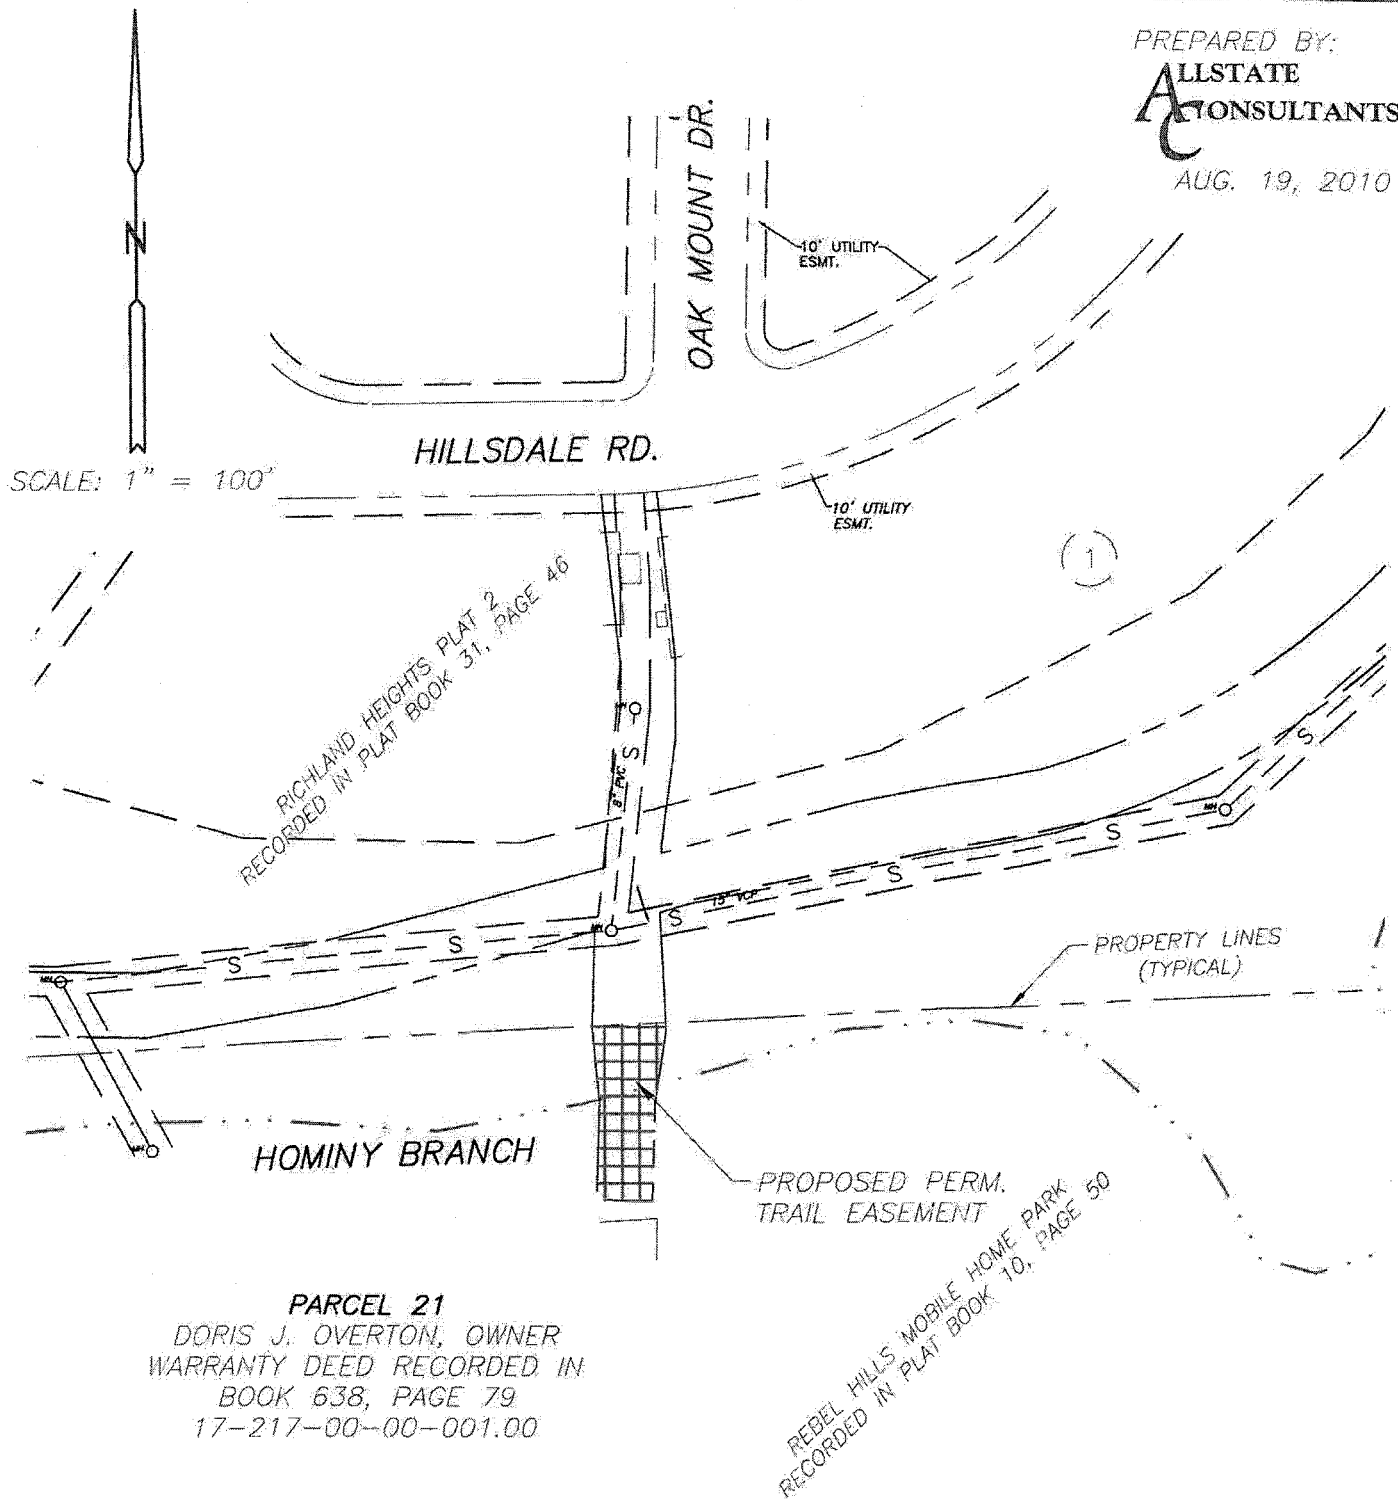 PREPARED BY:
ALLSTATE
CONSULTANTS
AUG. 19, 2010
N
SCALE: 1" = 100'
OAK MOUNT DR.
10' UTILITY
ESMT.
HILLSDALE RD.
10' UTILITY
ESMT.
1
RICHLAND HEIGHTS PLAT 2
RECORDED IN PLAT BOOK 31, PAGE 46
S
8" PVC
MH
S
S
15" VCP
S
S
MH
S
S
MH
PROPERTY LINES
(TYPICAL)
MH
HOMINY BRANCH
PROPOSED PERM.
TRAIL EASEMENT
PARCEL 21
DORIS J. OVERTON, OWNER
WARRANTY DEED RECORDED IN
BOOK 638, PAGE 79
17-217-00-00-001.00
REBEL HILLS MOBILE HOME PARK
RECORDED IN PLAT BOOK 10, PAGE 50